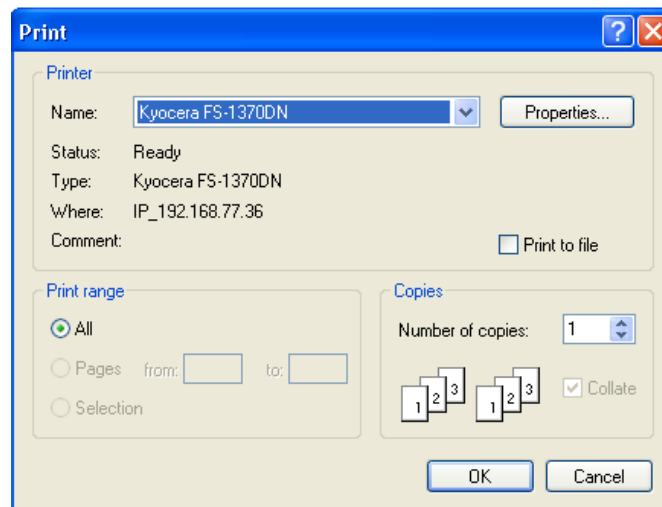 Print
Printer
Name: Kyocera FS-1370DN Properties...
Status: Ready
Type: Kyocera FS-1370DN
Where: IP_192.168.77.36
Comment: Print to file
Print range
All
Pages from: to:
Selection
Copies
Number of copies: 1
1 2 3 1 2 3 Collate
OK Cancel